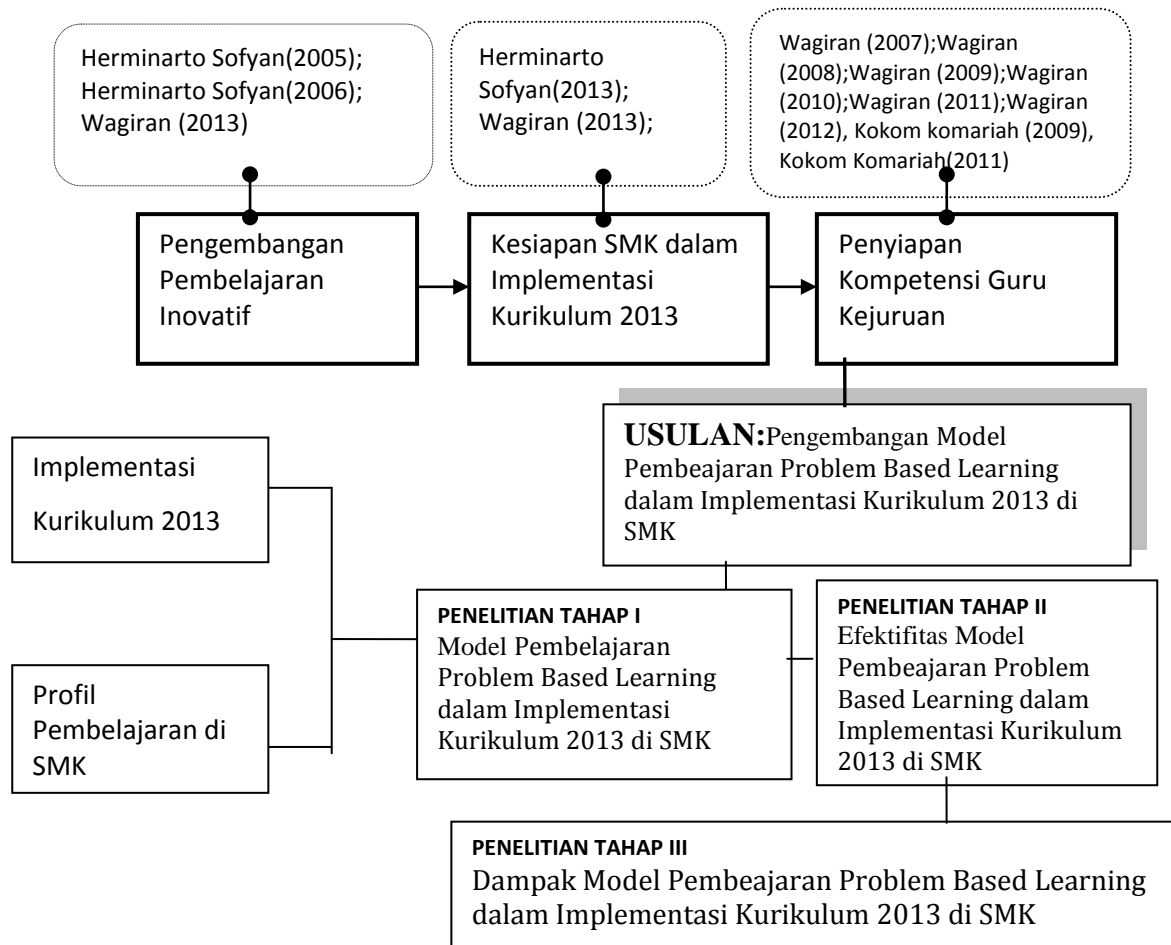 Herminarto Sofyan(2005);
Herminarto Sofyan(2006);
Wagiran (2013)
Herminarto
Sofyan(2013);
Wagiran (2013);
Wagiran (2007);Wagiran
(2008);Wagiran (2009);Wagiran
(2010);Wagiran (2011);Wagiran
(2012), Kokom komariah (2009),
Kokom Komariah(2011)
Pengembangan
Pembelajaran
Inovatif
Kesiapan SMK dalam
Implementasi
Kurikulum 2013
Penyiapan
Kompetensi Guru
Kejuruan
USULAN:Pengembangan Model
Pembeajaran Problem Based Learning
dalam Implementasi Kurikulum 2013 di
SMK
Implementasi
Kurikulum 2013
Profil
Pembelajaran di
SMK
PENELITIAN TAHAP I
Model Pembelajaran
Problem Based Learning
dalam Implementasi
Kurikulum 2013 di SMK
PENELITIAN TAHAP II
Efektifitas Model
Pembeajaran Problem
Based Learning dalam
Implementasi Kurikulum
2013 di SMK
PENELITIAN TAHAP III
Dampak Model Pembeajaran Problem Based Learning
dalam Implementasi Kurikulum 2013 di SMK